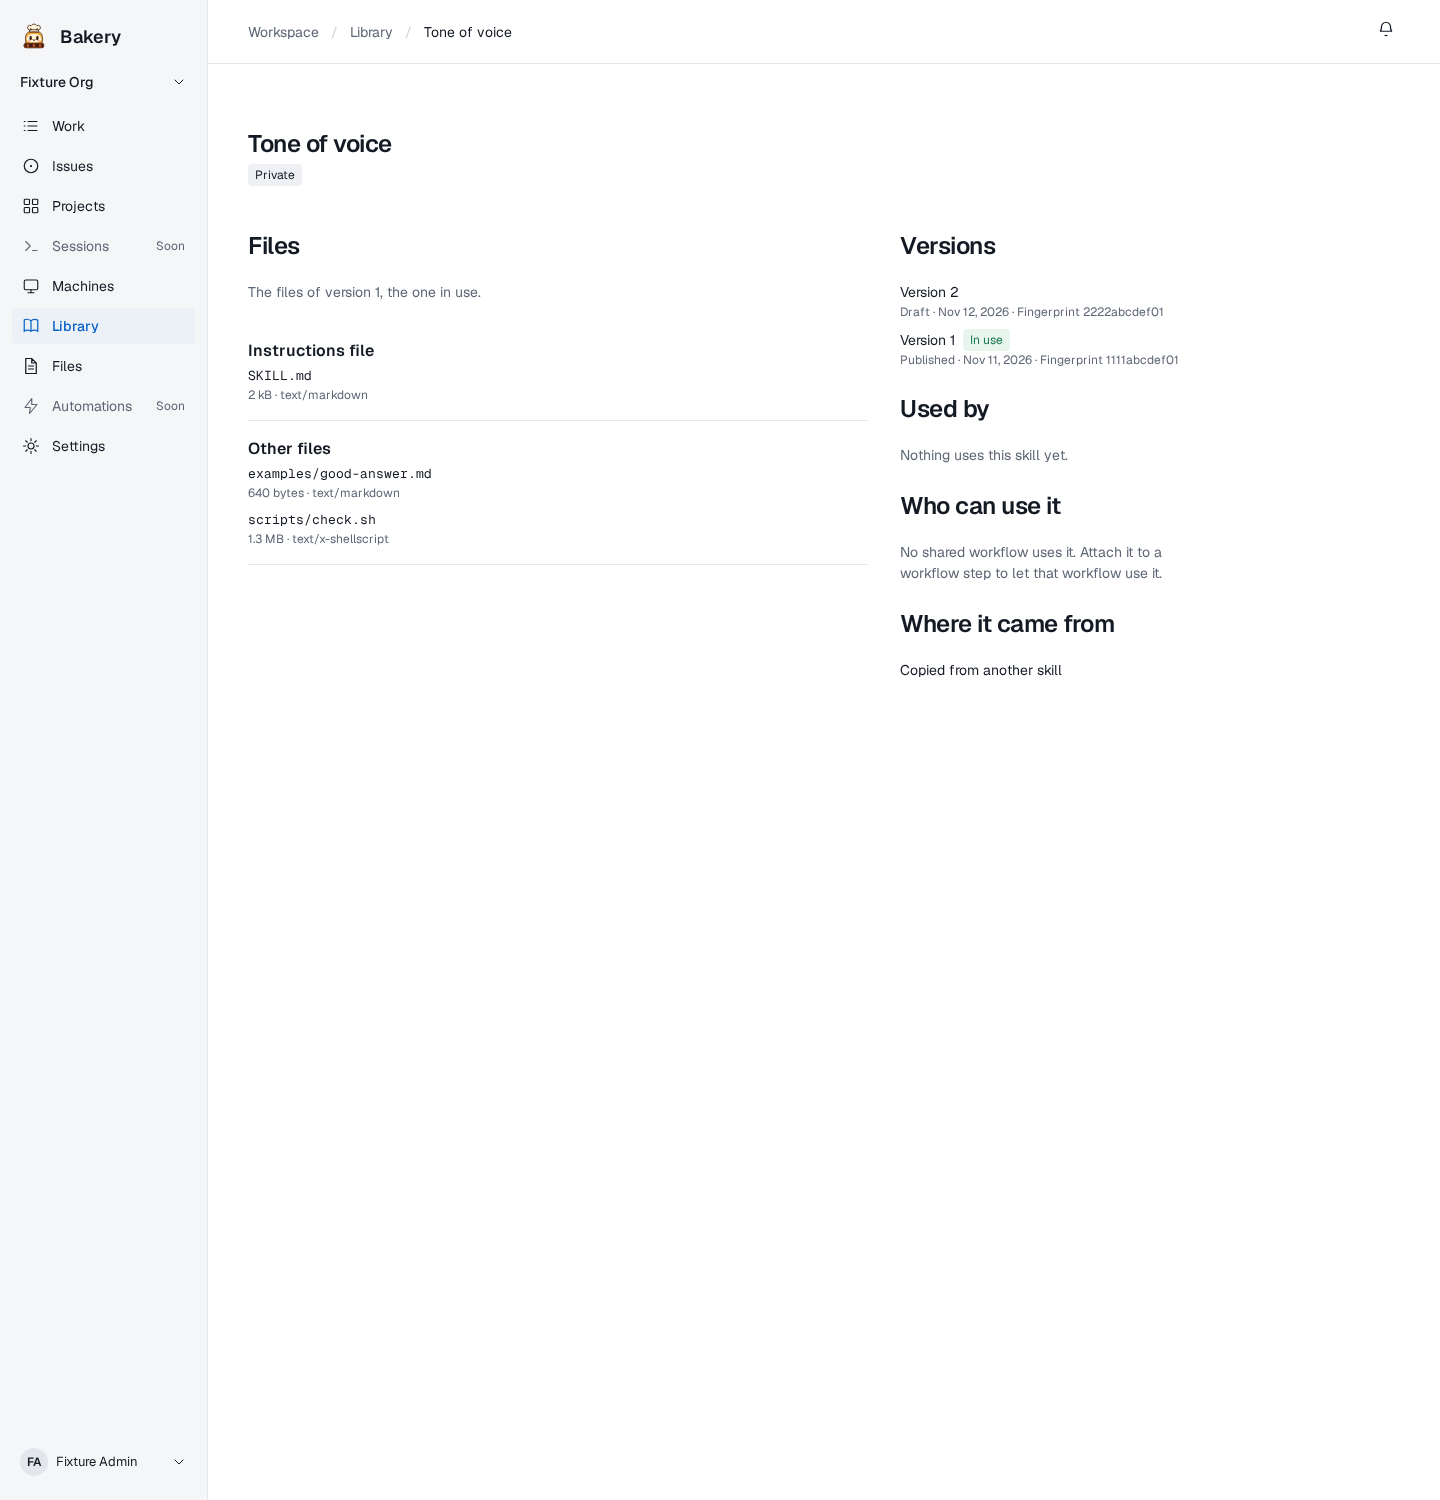 Bakery
Fixture Org
Work
Issues
Projects
Sessions Soon
Machines
Library
Files
Automations Soon
Settings
FA Fixture Admin
Workspace / Library / Tone of voice
Tone of voice
Private
Files
The files of version 1, the one in use.
Instructions file
SKILL.md
2 kB · text/markdown
Other files
examples/good-answer.md
640 bytes · text/markdown
scripts/check.sh
1.3 MB · text/x-shellscript
Versions
Version 2
Draft · Nov 12, 2026 · Fingerprint 2222abcdef01
Version 1 In use
Published · Nov 11, 2026 · Fingerprint 1111abcdef01
Used by
Nothing uses this skill yet.
Who can use it
No shared workflow uses it. Attach it to a
workflow step to let that workflow use it.
Where it came from
Copied from another skill